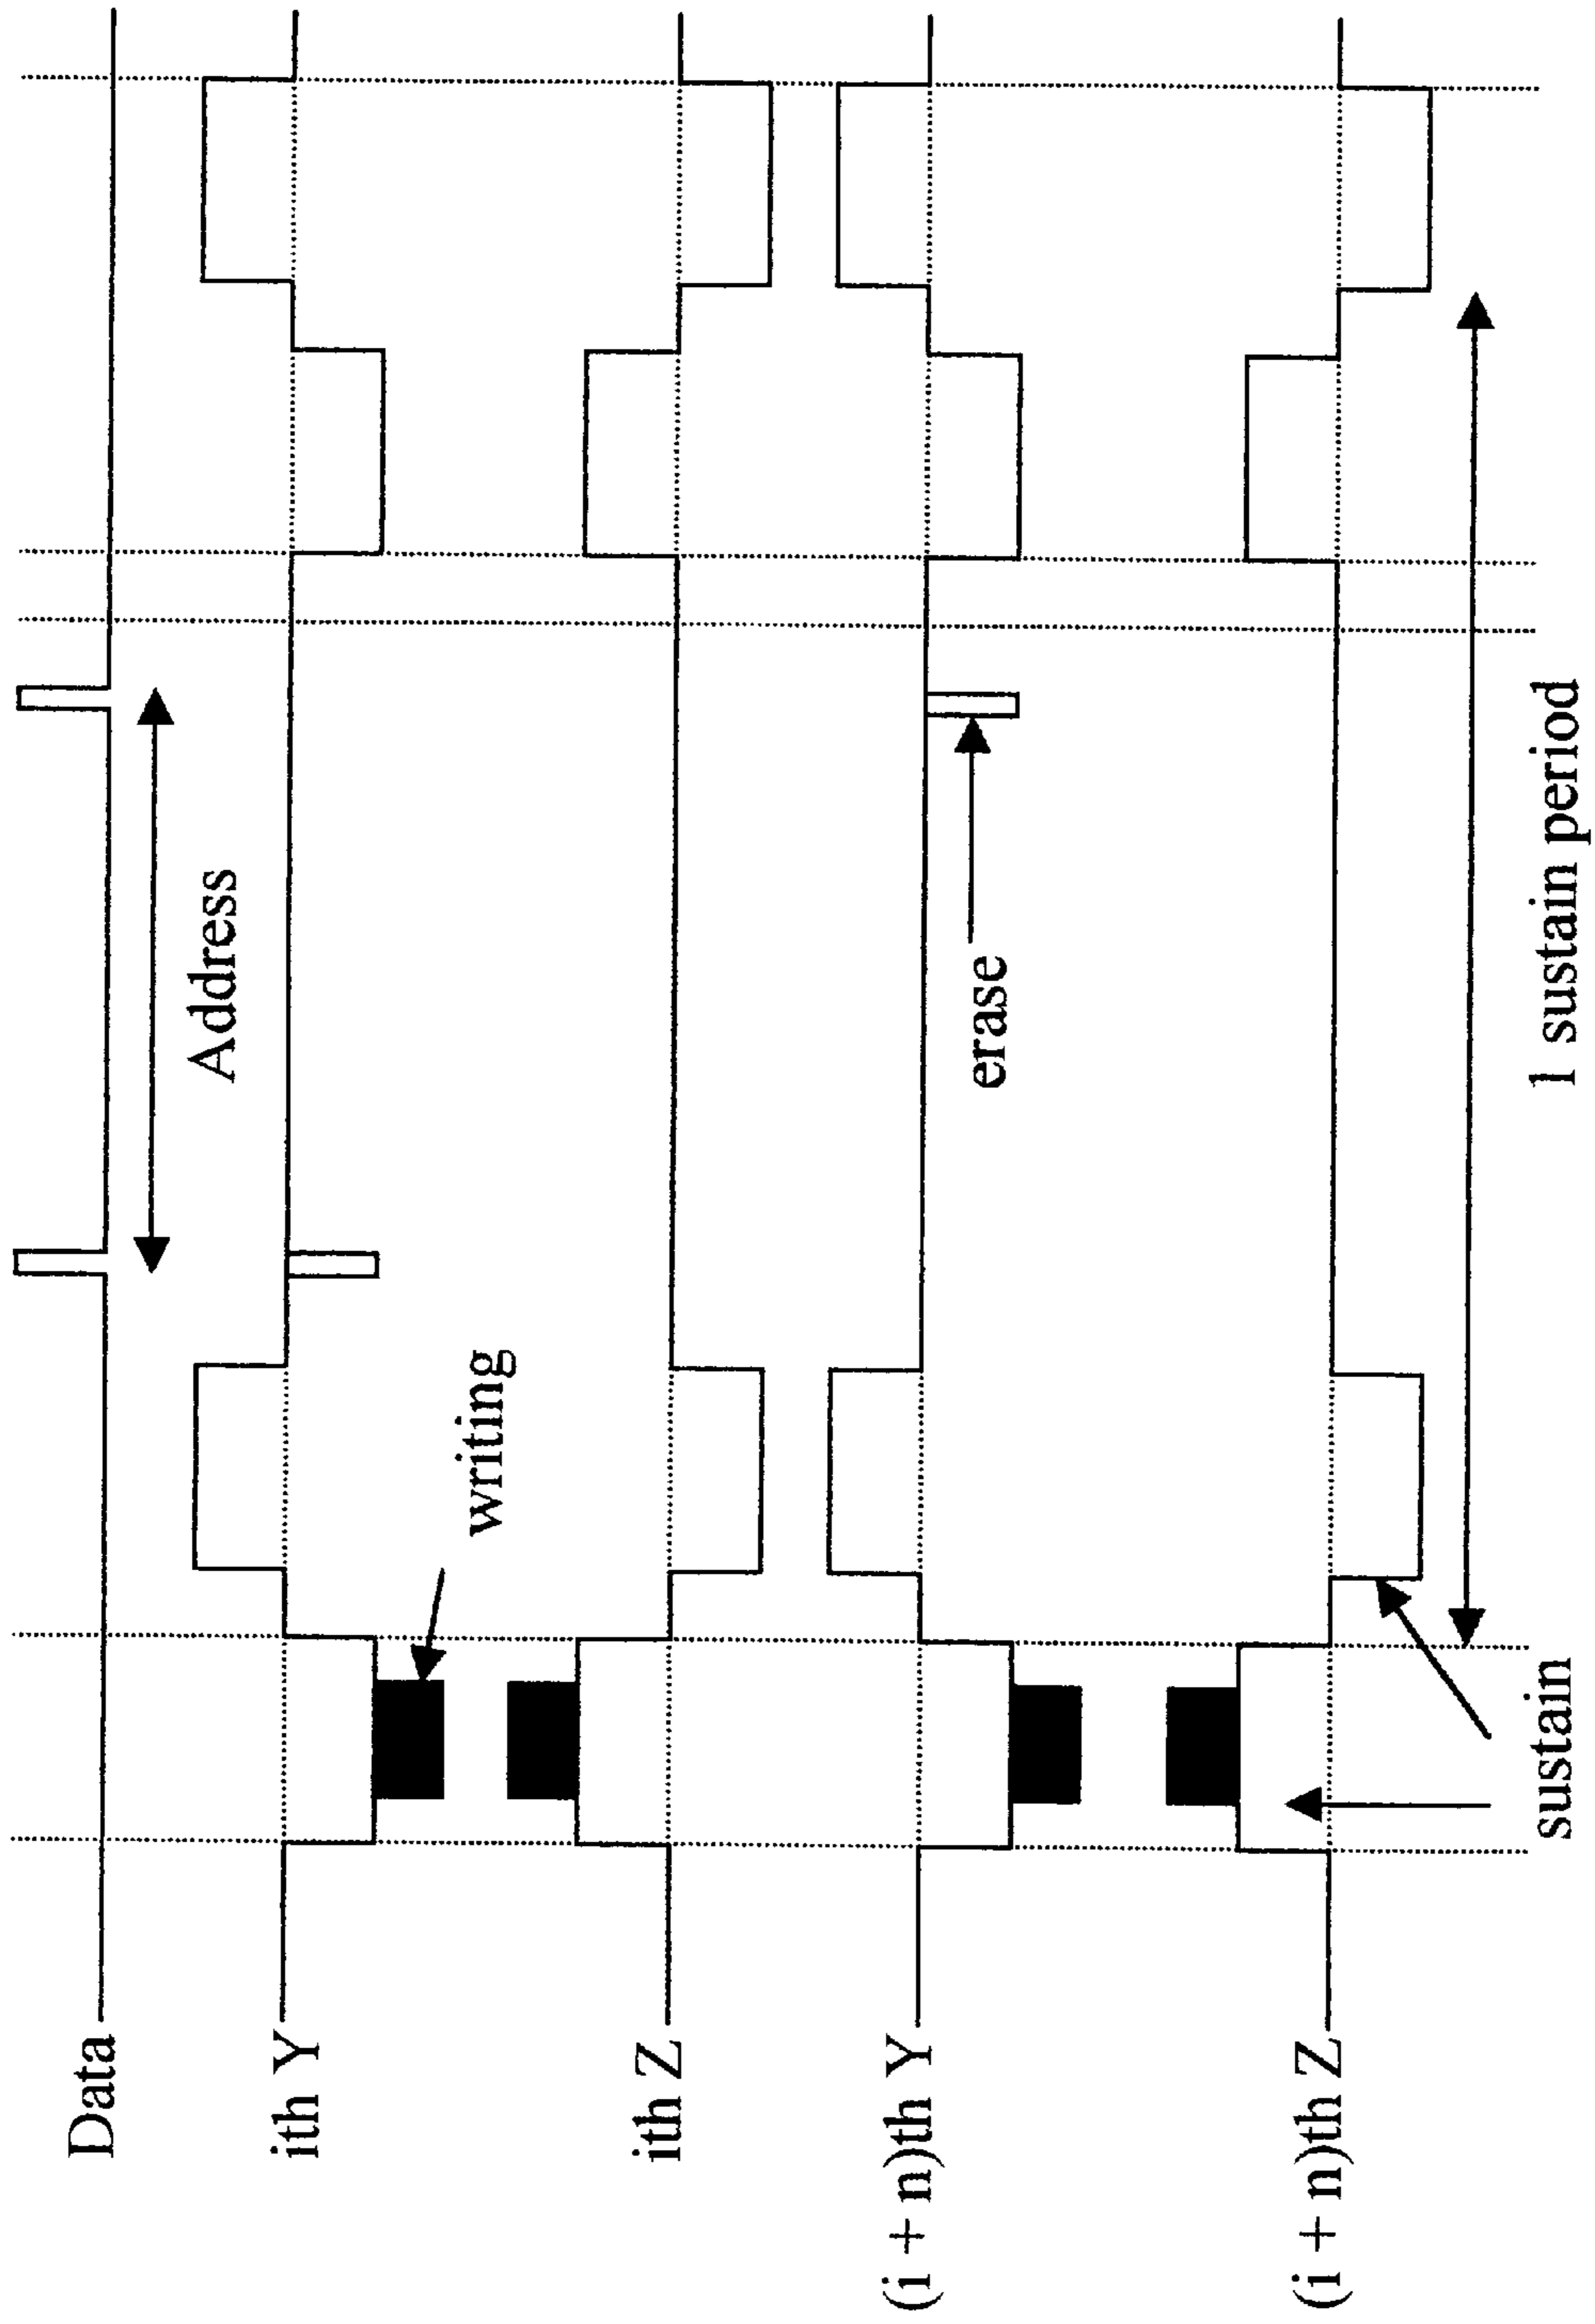 Data
Address
ith Y
writing
ith Z
(i + n)th Y
erase
(i + n)th Z
sustain
1 sustain period